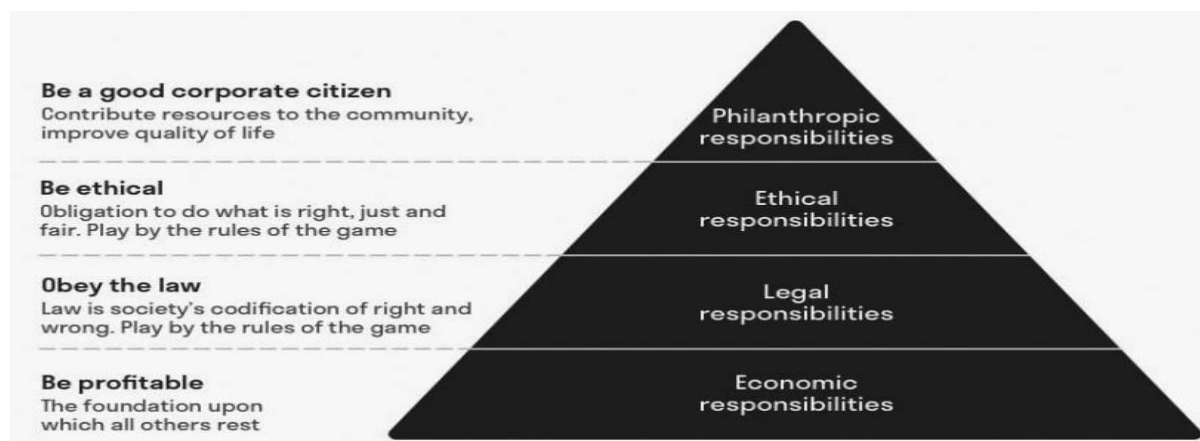 Be a good corporate citizen
Contribute resources to the community,
improve quality of life
Philanthropic
responsibilities
Be ethical
Obligation to do what is right, just and
fair. Play by the rules of the game
Ethical
responsibilities
Obey the law
Law is society's codification of right and
wrong. Play by the rules of the game
Legal
responsibilities
Be profitable
The foundation upon
which all others rest
Economic
responsibilities